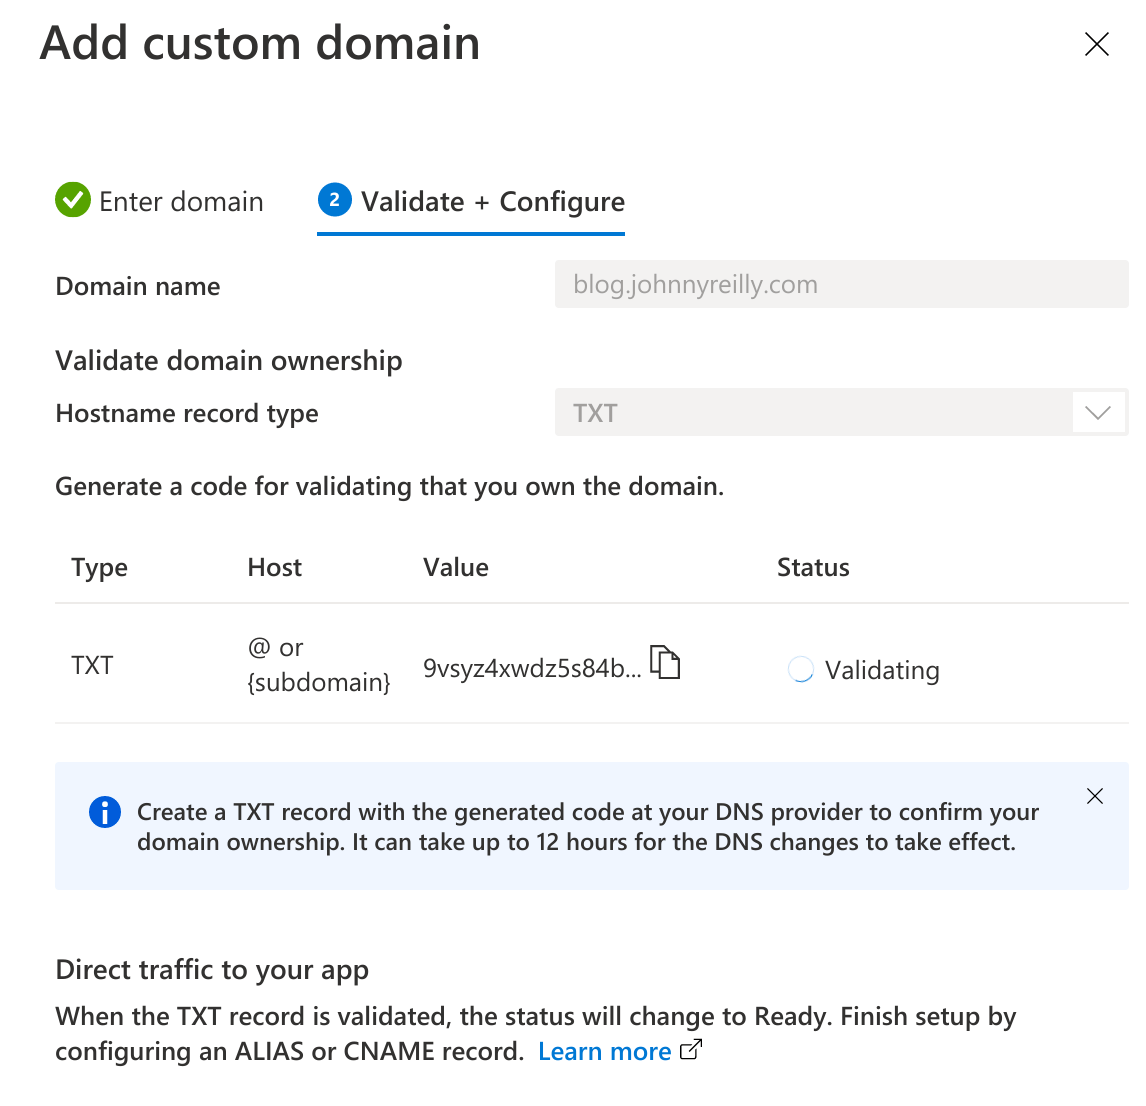 Add custom domain
Enter domain
2 Validate + Configure
Domain name
blog.johnnyreilly.com
Validate domain ownership
Hostname record type
TXT
Generate a code for validating that you own the domain.
Type Host Value Status
TXT
@ or
{subdomain}
9vsyz4xwdz5s84b...
Validating
Create a TXT record with the generated code at your DNS provider to confirm your
domain ownership. It can take up to 12 hours for the DNS changes to take effect.
Direct traffic to your app
When the TXT record is validated, the status will change to Ready. Finish setup by
configuring an ALIAS or CNAME record. Learn more